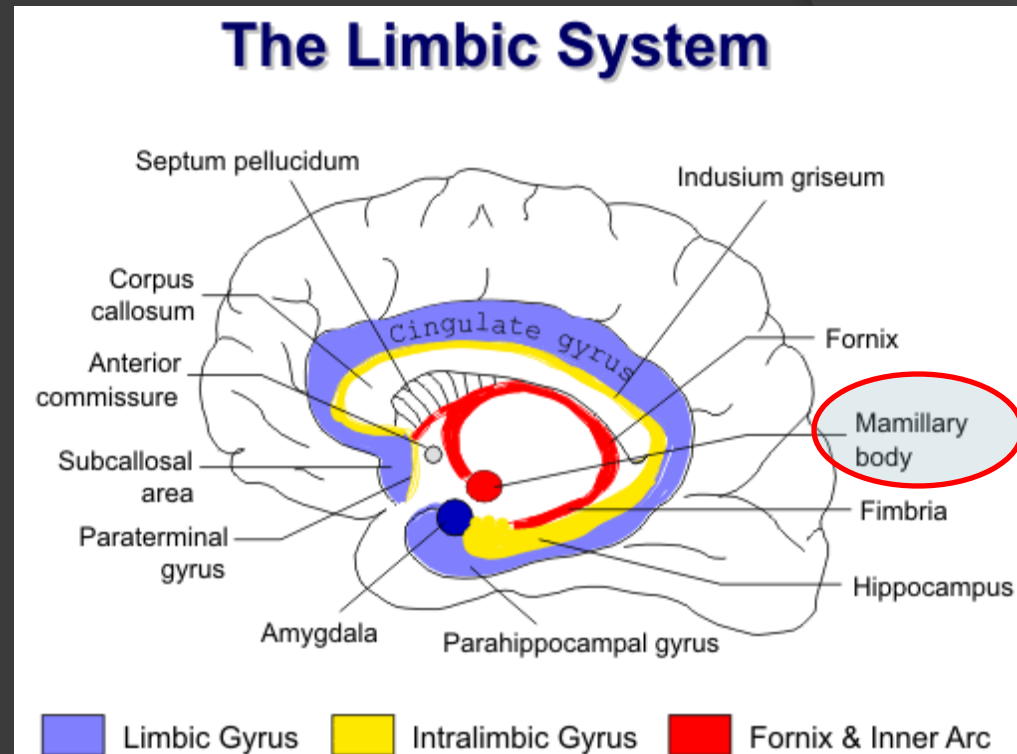 The Limbic System
Septum pellucidum
Indusium griseum
Corpus
callosum
Cingulate gyrus
Fornix
Anterior
commissure
Mamillary
body
Subcallosal
area
Fimbria
Paraterminal
gyrus
Hippocampus
Amygdala
Parahippocampal gyrus
Limbic Gyrus
Intralimbic Gyrus
Fornix & Inner Arc